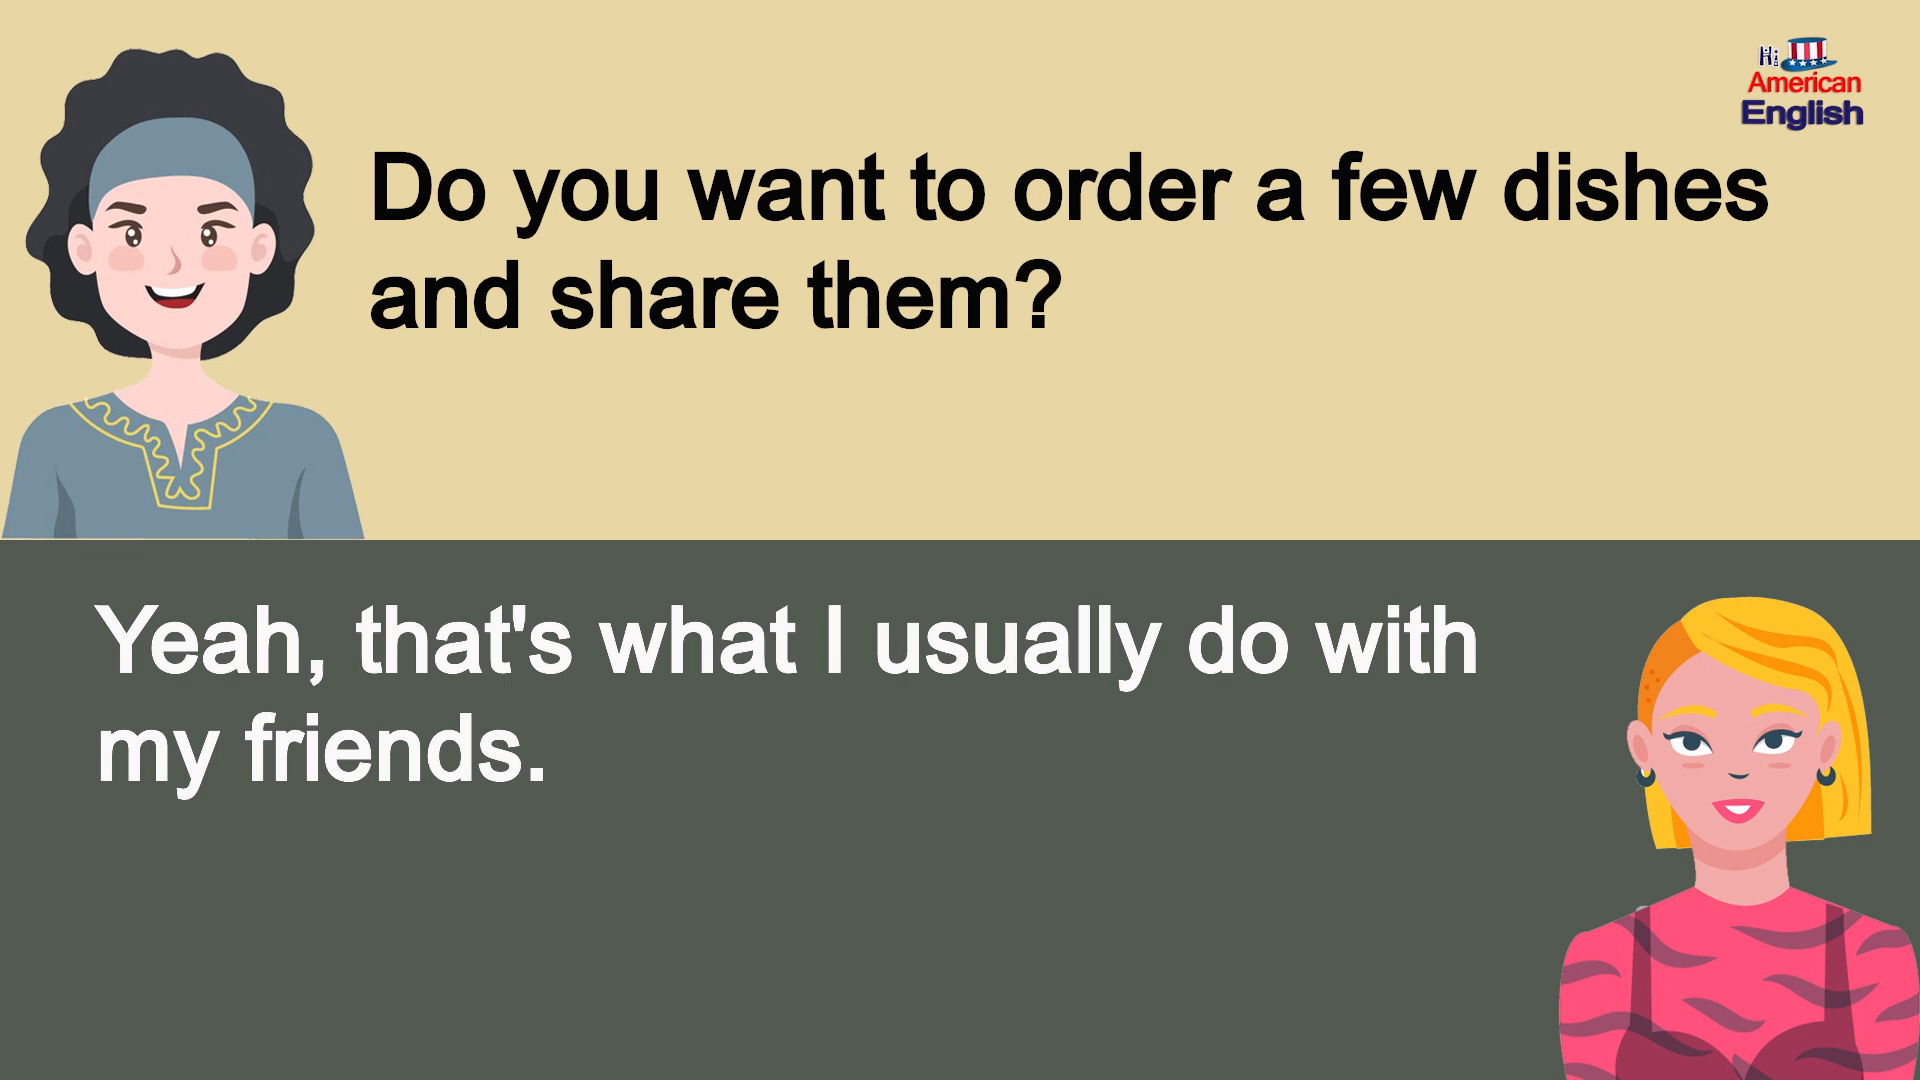 Hi
American
English
Do you want to order a few dishes
and share them?
Yeah, that's what I usually do with
my friends.